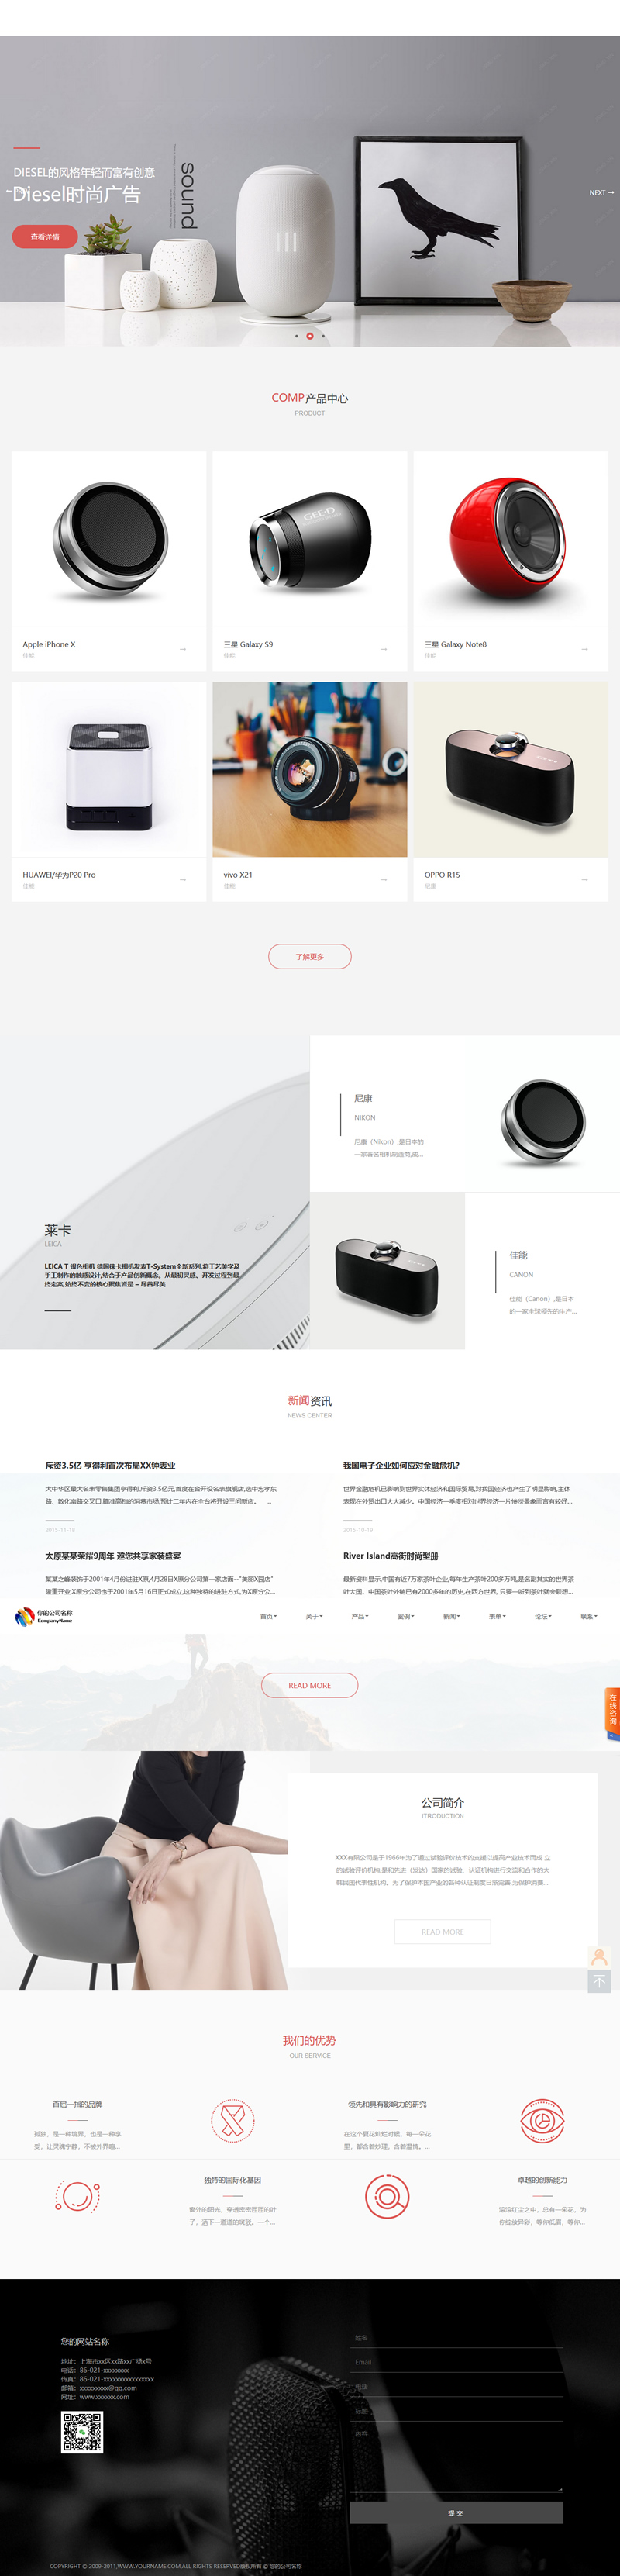 DIESEL的风格年轻而富有创意
Diesel时尚广告
查看详情
sound
NEXT →
COMP产品中心
PRODUCT
GEE-D
Apple iPhone X
佳能
→
三星 Galaxy S9
佳能
→
三星 Galaxy Note8
佳能
→
HUAWEI/华为P20 Pro
佳能
→
vivo X21
佳能
→
OPPO R15
尼康
→
了解更多
尼康
NIKON
尼康（Nikon）,是日本的
一家著名相机制造商,成...
莱卡
LEICA
LEICA T 银色相机 德国徕卡相机发表T-System全新系列,将工艺美学及
手工制作的触感设计,结合于产品创新概念。从最初灵感、开发过程到最
终定案,始终不变的核心聚焦皆是 – 尽善尽美
佳能
CANON
佳能（Canon）,是日本
的一家全球领先的生产...
新闻资讯
NEWS CENTER
斥资3.5亿 亨得利首次布局XX钟表业
大中华区最大名表零售集团亨得利,斥资3.5亿元,首度在台开设名表旗舰店,选中忠孝东
路、敦化南路交叉口,瞄准高档的消费市场,预计二年内在全台将开设三间新店。 ...
2015-11-18
我国电子企业如何应对金融危机?
世界金融危机已影响到世界实体经济和国际贸易,对我国经济也产生了明显影响,主体
表现在外贸出口大大减少。中国经济一季度相对世界经济一片惨淡景象而言有较好...
2015-10-19
太原某某荣耀9周年 邀您共享家装盛宴
某某之峰装饰于2001年4月份进驻X原,4月28日X原分公司第一家店面--"美丽X园店"
隆重开业,X原分公司也于2001年5月16日正式成立,这种独特的进驻方式,为X原分公...
River Island高街时尚型册
最新资料显示,中国有近7万家茶叶企业,每年生产茶叶200多万吨,是名副其实的世界茶
叶大国。中国茶叶外销已有2000多年的历史,在西方世界, 只要一听到茶叶就会联想...
你的公司名称
CompanyName
首页 关于 产品 案例 新闻 表单 论坛 联系
READ MORE
在线咨询
公司简介
ITRODUCTION
XXX有限公司是于1966年为了通过试验评价技术的支援以提高产业技术而成 立
的试验评价机构,是和先进（发达）国家的试验、认证机构进行交流和合作的大
韩民国代表性机构。为了保护本国产业的各种认证制度日渐完善,为保护消费...
READ MORE
我们的优势
OUR SERVICE
首屈一指的品牌
孤独，是一种境界，也是一种享
受，让灵魂宁静，不被外界喧...
领先和具有影响力的研究
在这个夏花灿烂时候，每一朵花
里，都含着妙理，含着温情。...
独特的国际化基因
窗外的阳光，穿透密密匝匝的叶
子，洒下一道道的斑驳。一个...
卓越的创新能力
滚滚红尘之中，总有一朵花，为
你绽放异彩，等你低眉，等你...
您的网站名称
地址：上海市xx区xx路xx广场x号
电话：86-021-xxxxxxxx
传真：86-021-xxxxxxxxxxxxxxxx
邮箱：xxxxxxxxx@qq.com
网址：www.xxxxxx.com
姓名
Email
电话
标题
内容
提 交
COPYRIGHT © 2009-2011,WWW.YOURNAME.COM,ALL RIGHTS RESERVED版权所有 © 您的公司名称